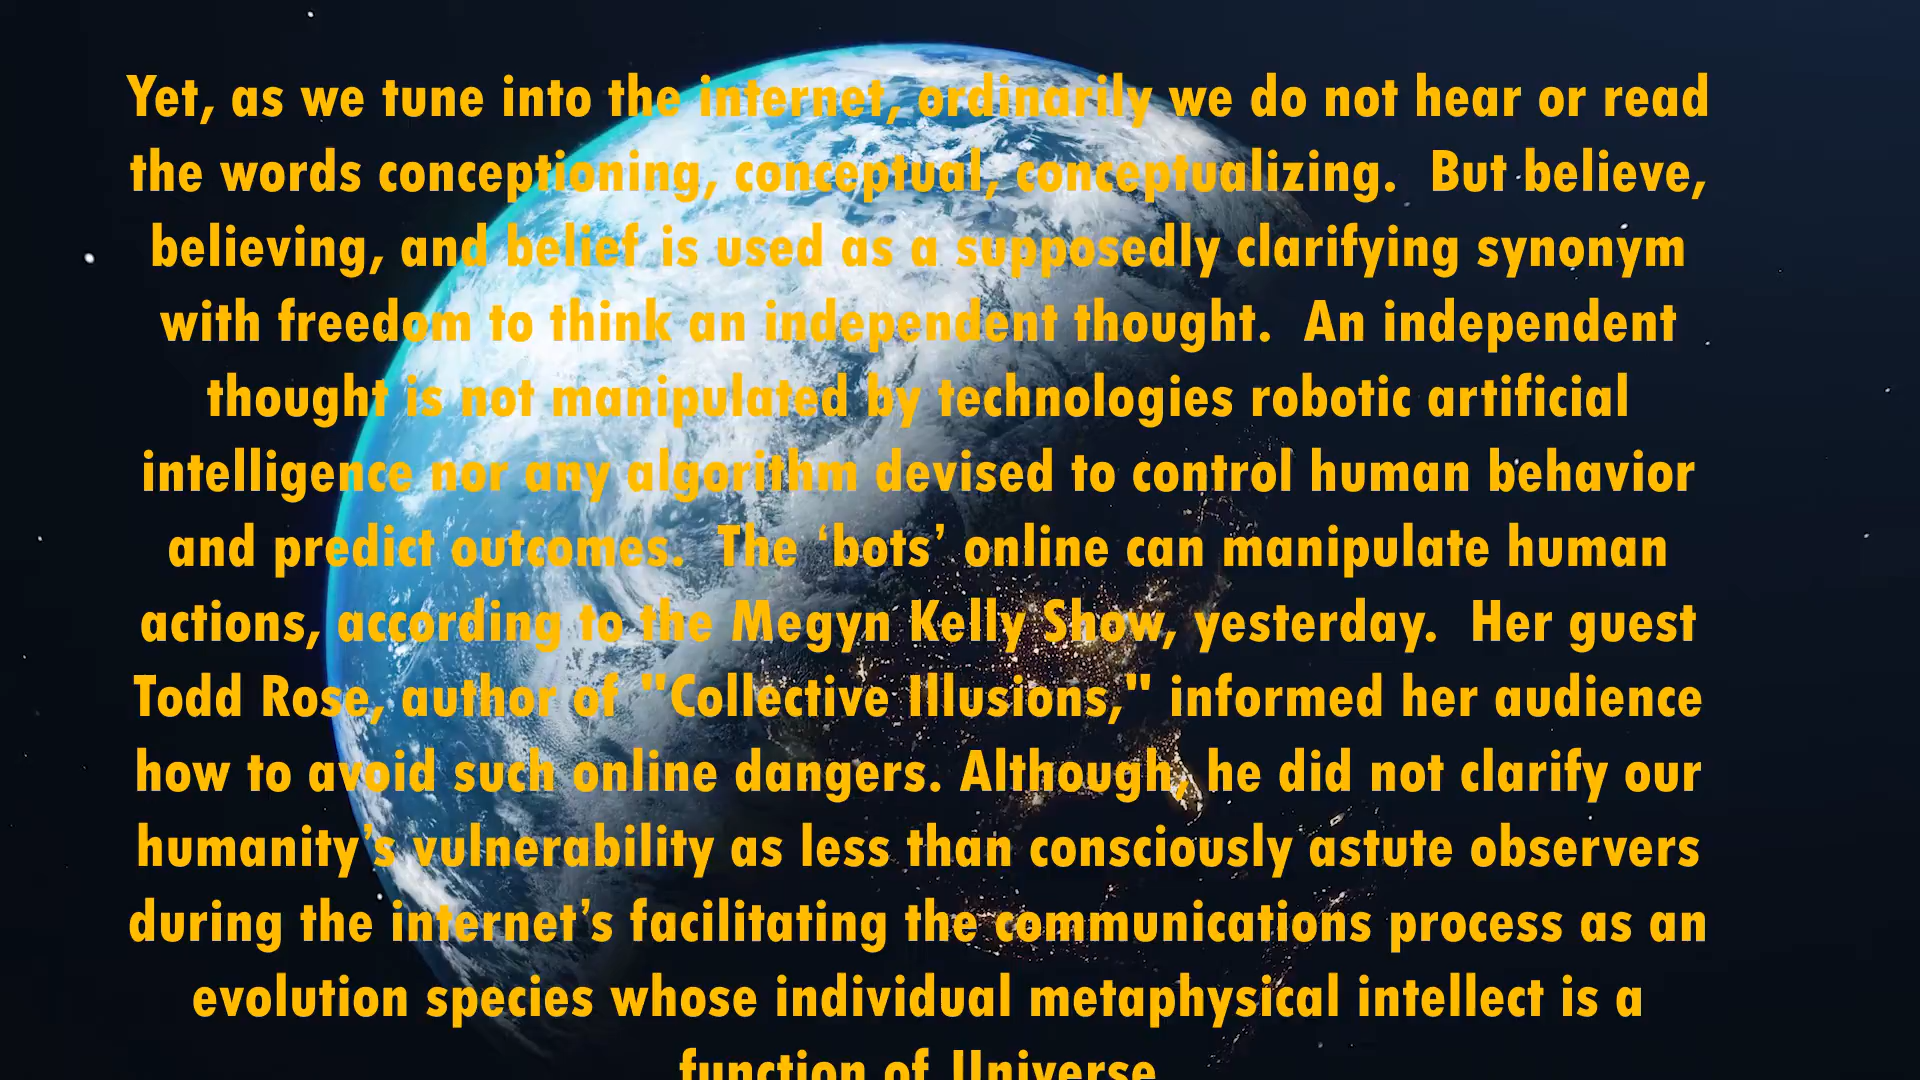 Yet, as we tune into the internet, ordinarily we do not hear or read
the words conceptioning, conceptual, conceptualizing.  But believe,
believing, and belief is used as a supposedly clarifying synonym
with freedom to think an independent thought.  An independent
thought is not manipulated by technologies robotic artificial
intelligence nor any algorithm devised to control human behavior
and predict outcomes.  The ‘bots’ online can manipulate human
actions, according to the Megyn Kelly Show, yesterday.  Her guest
Todd Rose, author of "Collective Illusions," informed her audience
how to avoid such online dangers. Although, he did not clarify our
humanity’s vulnerability as less than consciously astute observers
during the internet’s facilitating the communications process as an
evolution species whose individual metaphysical intellect is a
function of Universe